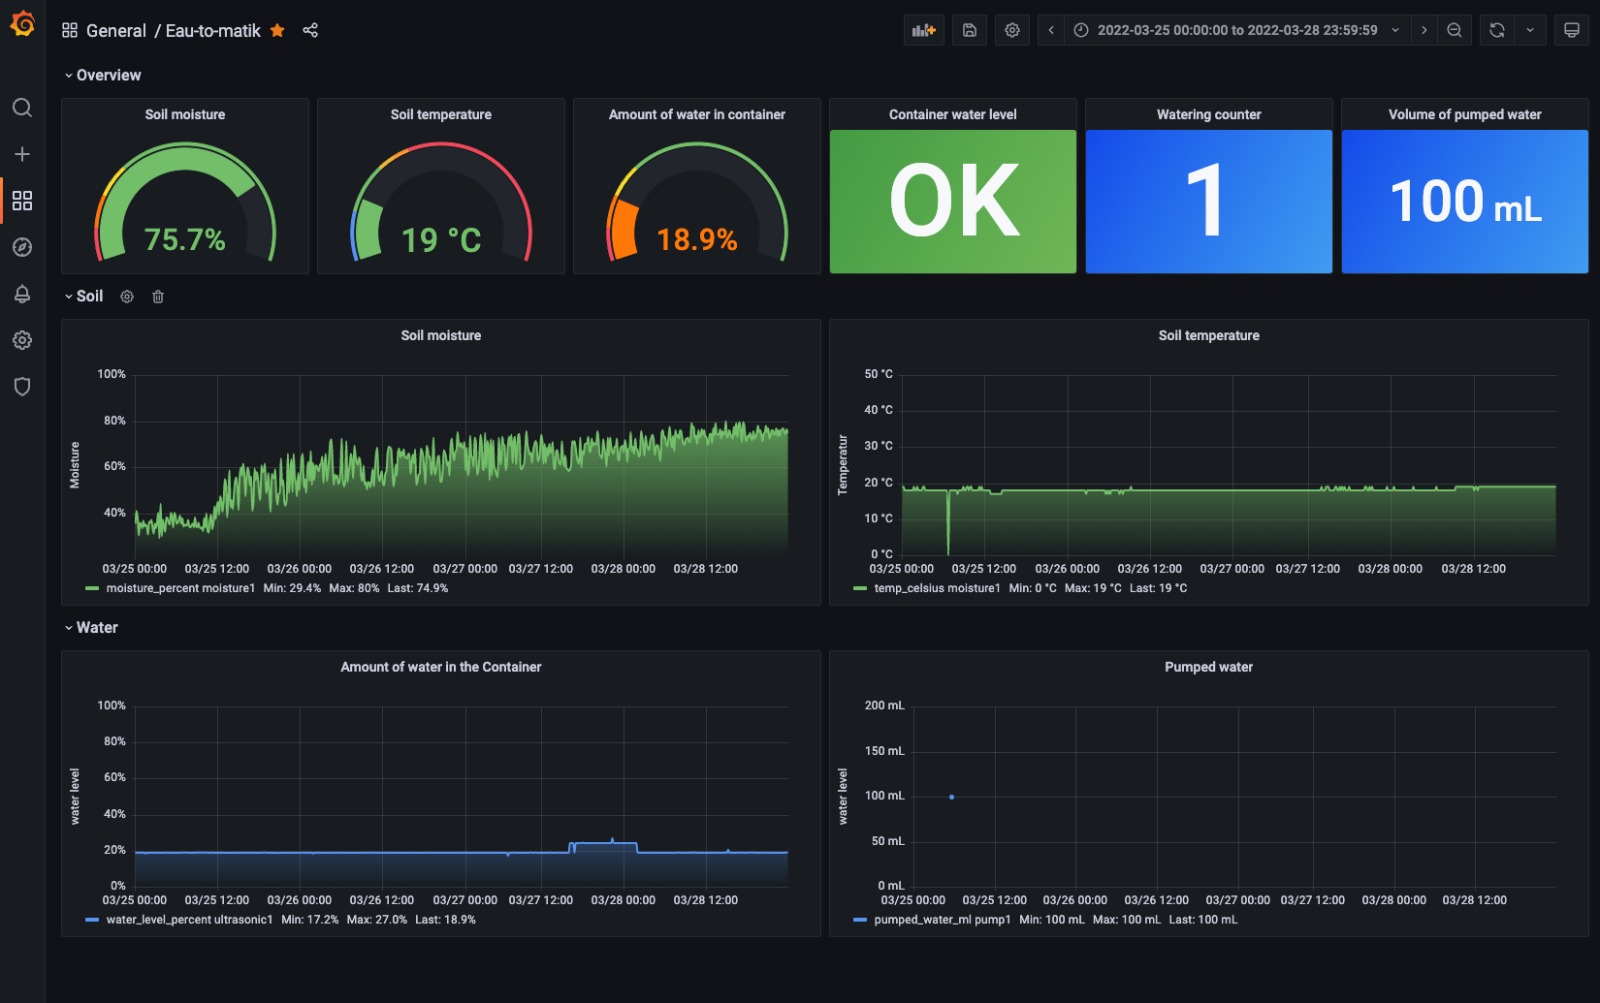 General / Eau-to-matik
2022-03-25 00:00:00 to 2022-03-28 23:59:59
Overview
Soil moisture
75.7%
Soil temperature
19 °C
Amount of water in container
18.9%
Container water level
OK
Watering counter
1
Volume of pumped water
100 mL
Soil
Soil moisture
Moisture
100%
80%
60%
40%
03/25 00:00 03/25 12:00 03/26 00:00 03/26 12:00 03/27 00:00 03/27 12:00 03/28 00:00 03/28 12:00
moisture_percent moisture1 Min: 29.4% Max: 80% Last: 74.9%
Soil temperature
Temperatur
50 °C
40 °C
30 °C
20 °C
10 °C
0 °C
03/25 00:00 03/25 12:00 03/26 00:00 03/26 12:00 03/27 00:00 03/27 12:00 03/28 00:00 03/28 12:00
temp_celsius moisture1 Min: 0 °C Max: 19 °C Last: 19 °C
Water
Amount of water in the Container
water level
100%
80%
60%
40%
20%
0%
03/25 00:00 03/25 12:00 03/26 00:00 03/26 12:00 03/27 00:00 03/27 12:00 03/28 00:00 03/28 12:00
water_level_percent ultrasonic1 Min: 17.2% Max: 27.0% Last: 18.9%
Pumped water
water level
200 mL
150 mL
100 mL
50 mL
0 mL
03/25 00:00 03/25 12:00 03/26 00:00 03/26 12:00 03/27 00:00 03/27 12:00 03/28 00:00 03/28 12:00
pumped_water_ml pump1 Min: 100 mL Max: 100 mL Last: 100 mL